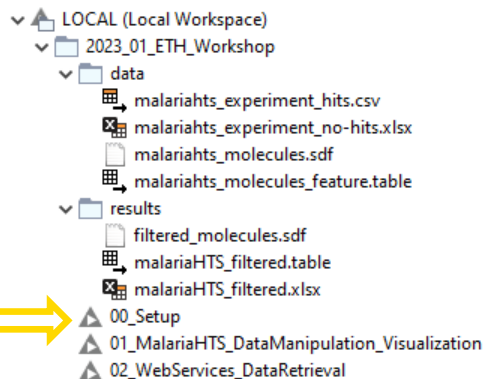 LOCAL (Local Workspace)
2023_01_ETH_Workshop
data
malariahts_experiment_hits.csv
malariahts_experiment_no-hits.xlsx
malariahts_molecules.sdf
malariahts_molecules_feature.table
results
filtered_molecules.sdf
malariaHTS_filtered.table
malariaHTS_filtered.xlsx
00_Setup
01_MalariaHTS_DataManipulation_Visualization
02_WebServices_DataRetrieval